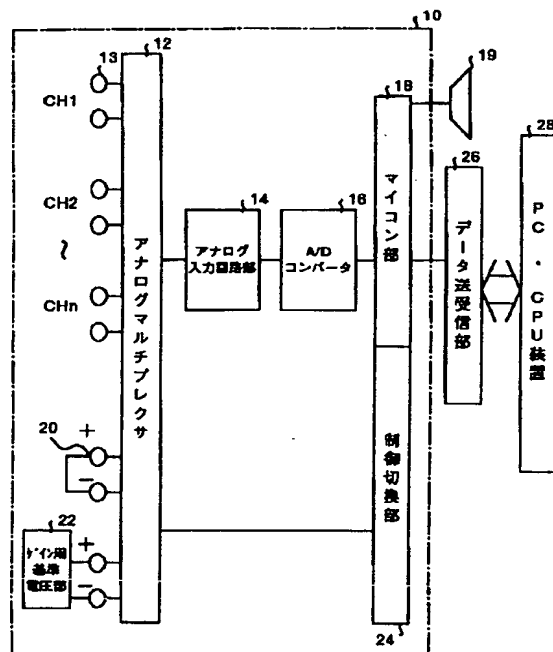 10
12
13
CH1
19
18
28
26
CH2
14
16
アナログ
入力回路部
A/D
コンバータ
マイコン部
データ送受信部
PC・CPU装置
~
CHn
アナログマルチプレクサ
20
+
-
制御切換部
22
+
ゲイン用
基準
電圧部
-
24